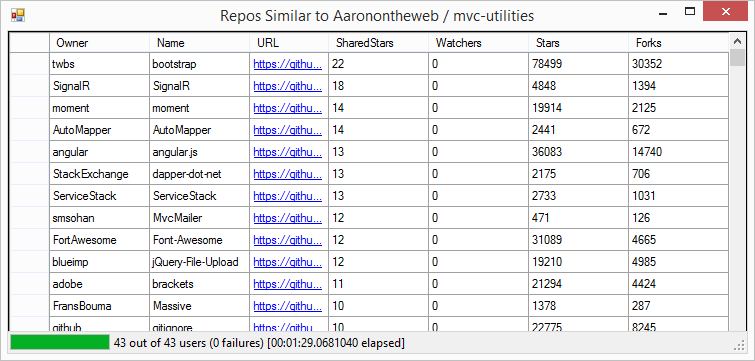 Repos Similar to Aaronontheweb / mvc-utilities
Owner Name URL SharedStars Watchers Stars Forks
twbs bootstrap https://githu... 22 0 78499 30352
SignalR SignalR https://githu... 18 0 4848 1394
moment moment https://githu... 14 0 19914 2125
AutoMapper AutoMapper https://githu... 14 0 2441 672
angular angular.js https://githu... 13 0 36083 14740
StackExchange dapper-dot-net https://githu... 13 0 2175 706
ServiceStack ServiceStack https://githu... 13 0 2733 1031
smsohan MvcMailer https://githu... 12 0 471 126
FortAwesome Font-Awesome https://githu... 12 0 31089 4665
blueimp jQuery-File-Upload https://githu... 12 0 19210 4985
adobe brackets https://githu... 11 0 21294 4424
FransBouma Massive https://githu... 10 0 1378 287
github gitignore https://githu... 10 0 22775 8245
43 out of 43 users (0 failures) [00:01:29.0681040 elapsed]